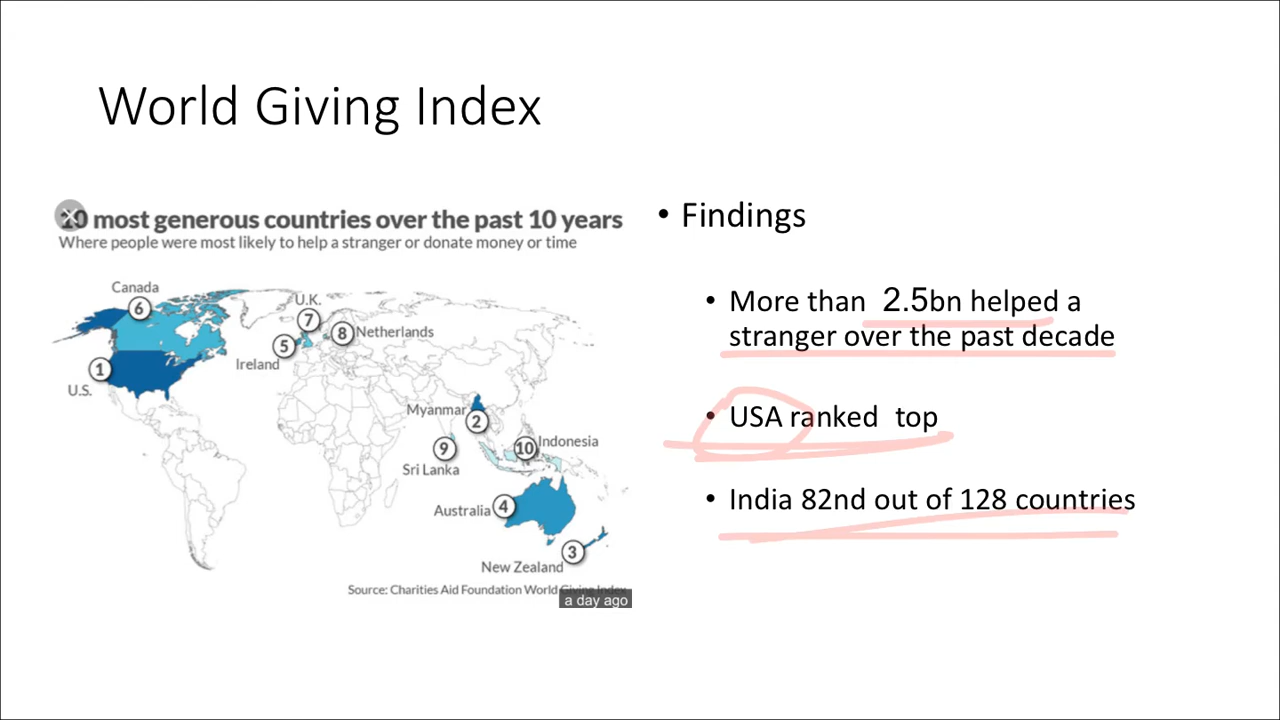 World Giving Index
10 most generous countries over the past 10 years
Where people were most likely to help a stranger or donate money or time
Canada
6
U.K.
7
8 Netherlands
5
Ireland
1
U.S.
Myanmar
2
Indonesia
10
9
Sri Lanka
Australia 4
3
New Zealand
Source: Charities Aid Foundation World Giving Index
a day ago
• Findings
• More than 2.5bn helped a
stranger over the past decade
• USA ranked top
• India 82nd out of 128 countries